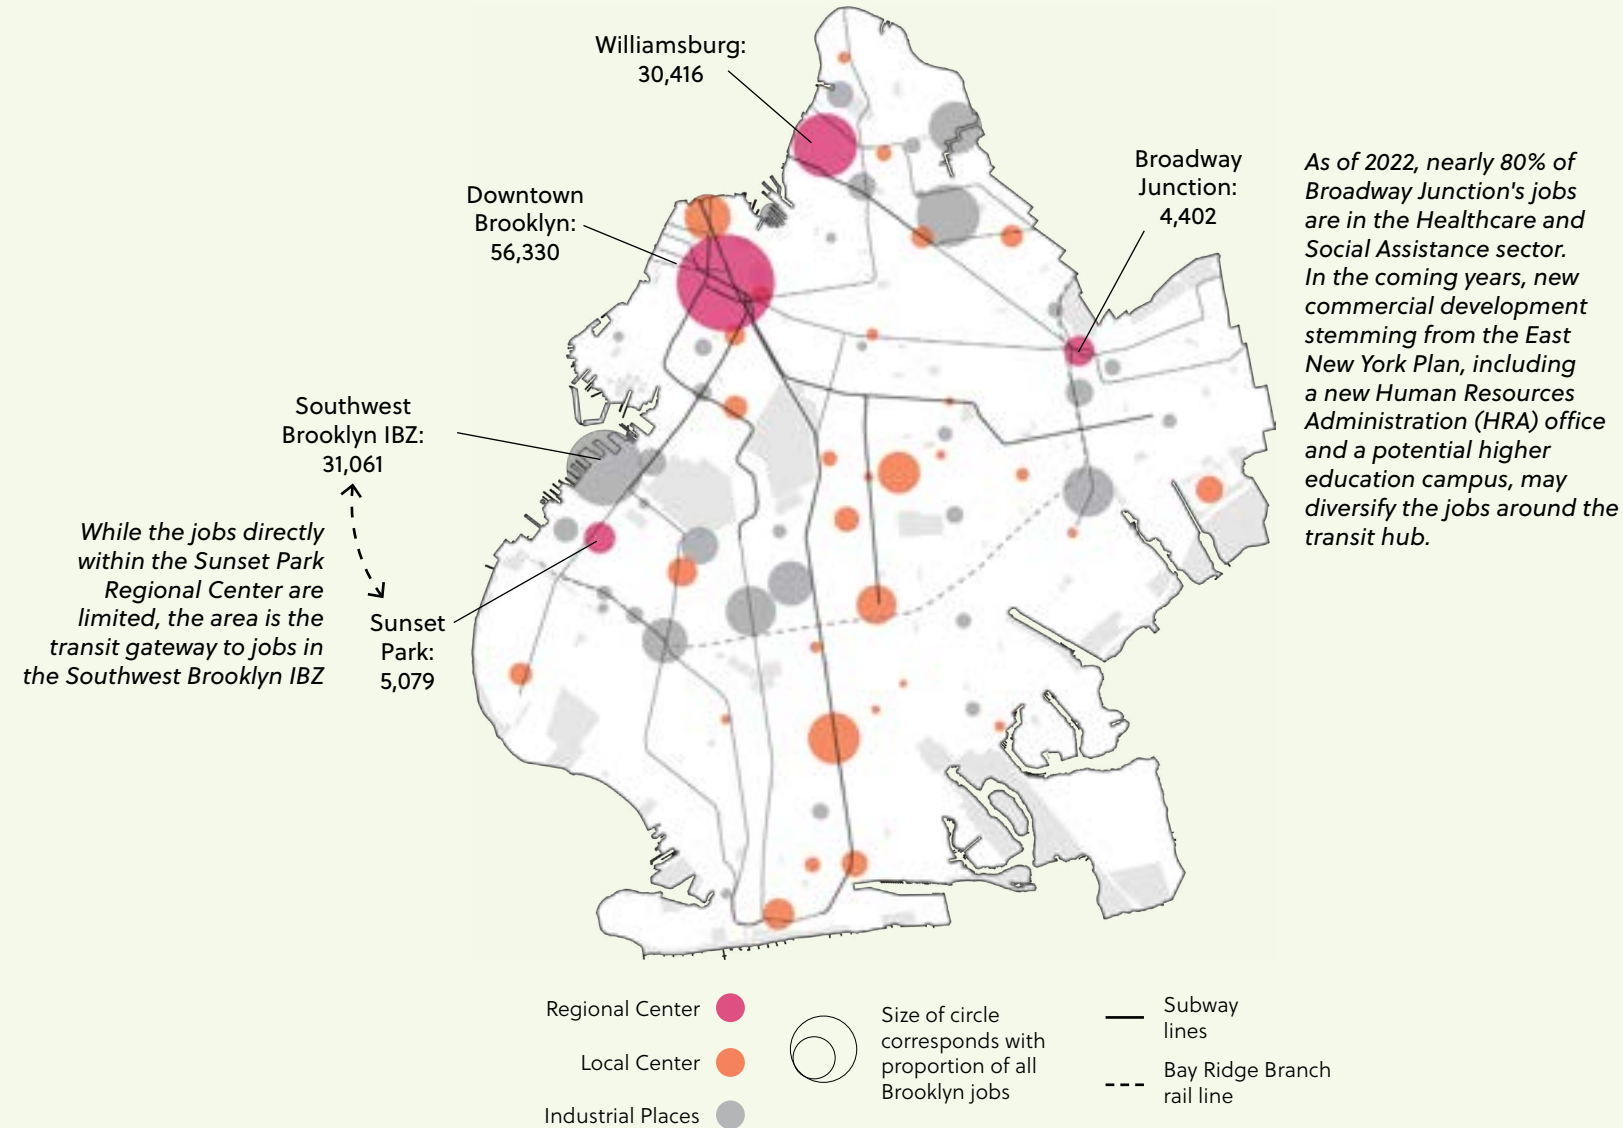 Williamsburg:
30,416
Downtown
Brooklyn:
56,330
Broadway
Junction:
4,402
As of 2022, nearly 80% of
Broadway Junction's jobs
are in the Healthcare and
Social Assistance sector.
In the coming years, new
commercial development
stemming from the East
New York Plan, including
a new Human Resources
Administration (HRA) office
and a potential higher
education campus, may
diversify the jobs around the
transit hub.
Southwest
Brooklyn IBZ:
31,061
While the jobs directly
within the Sunset Park
Regional Center are
limited, the area is the
transit gateway to jobs in
the Southwest Brooklyn IBZ
Sunset
Park:
5,079
Regional Center
Local Center
Industrial Places
Size of circle
corresponds with
proportion of all
Brooklyn jobs
Subway
lines
Bay Ridge Branch
rail line